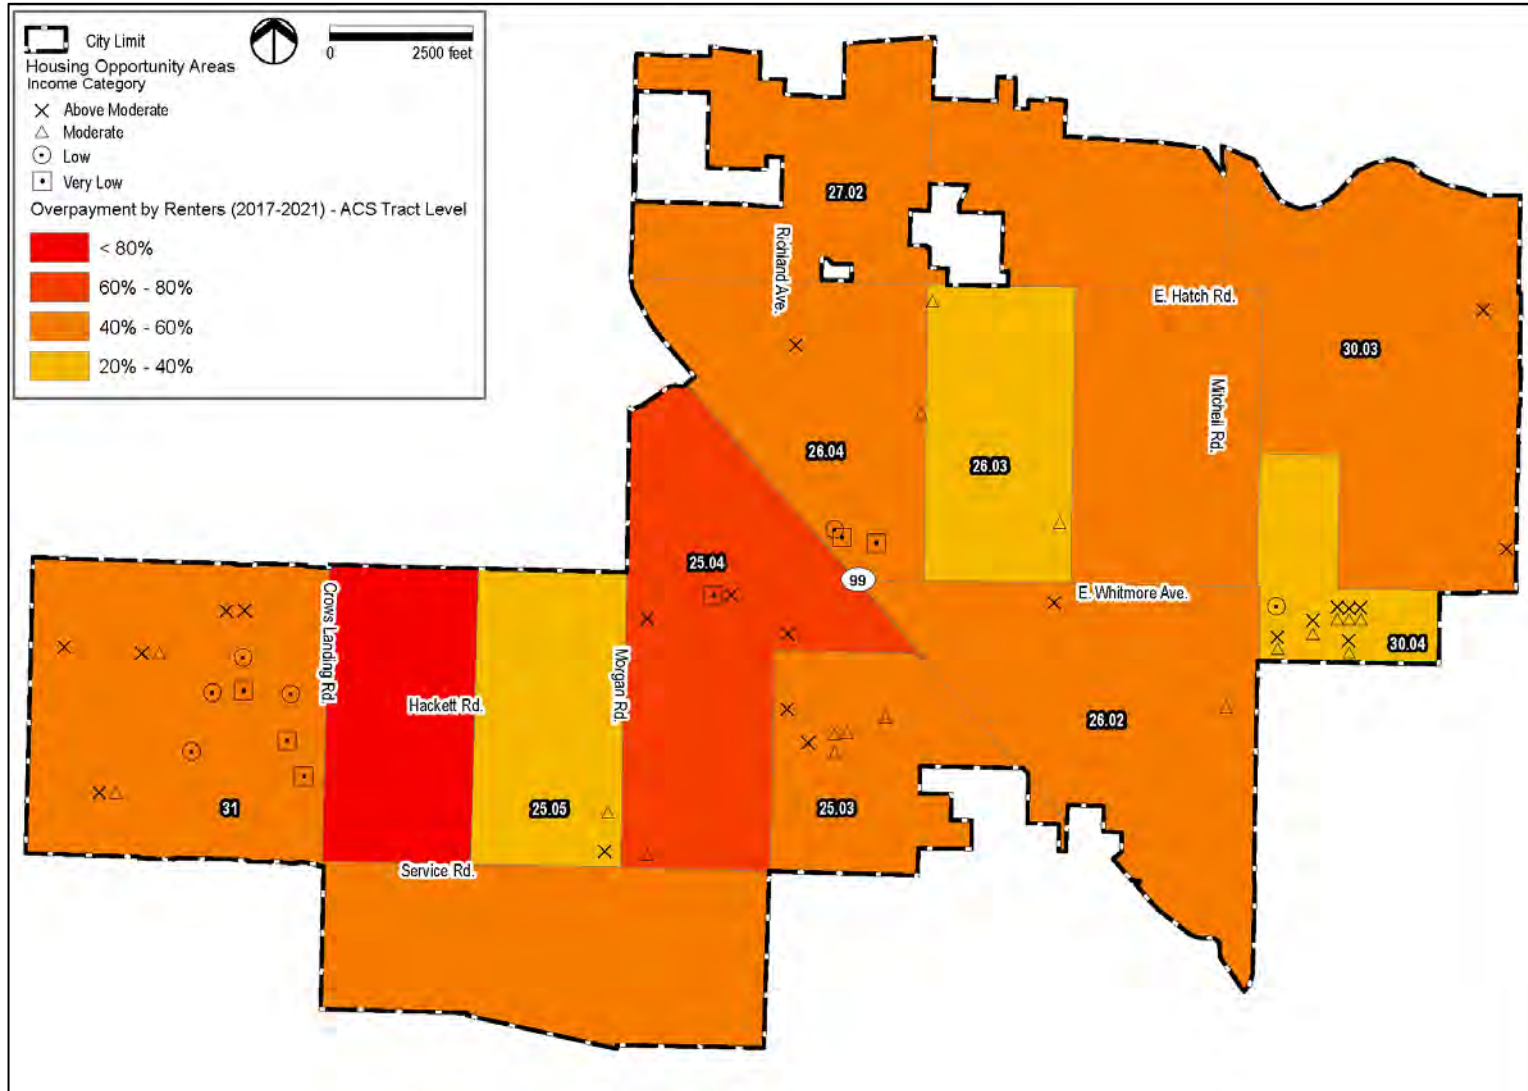 City Limit
0 2500 feet
Housing Opportunity Areas
Income Category
Above Moderate
Moderate
Low
Very Low
Overpayment by Renters (2017-2021) - ACS Tract Level
< 80%
60% - 80%
40% - 60%
20% - 40%
27.02
Richland Ave.
E. Hatch Rd.
30.03
Mitchell Rd.
26.04
26.03
25.04
99
E. Whitmore Ave.
Crows Landing Rd.
30.04
Morgan Rd.
Hackett Rd.
26.02
31
25.05
25.03
Service Rd.